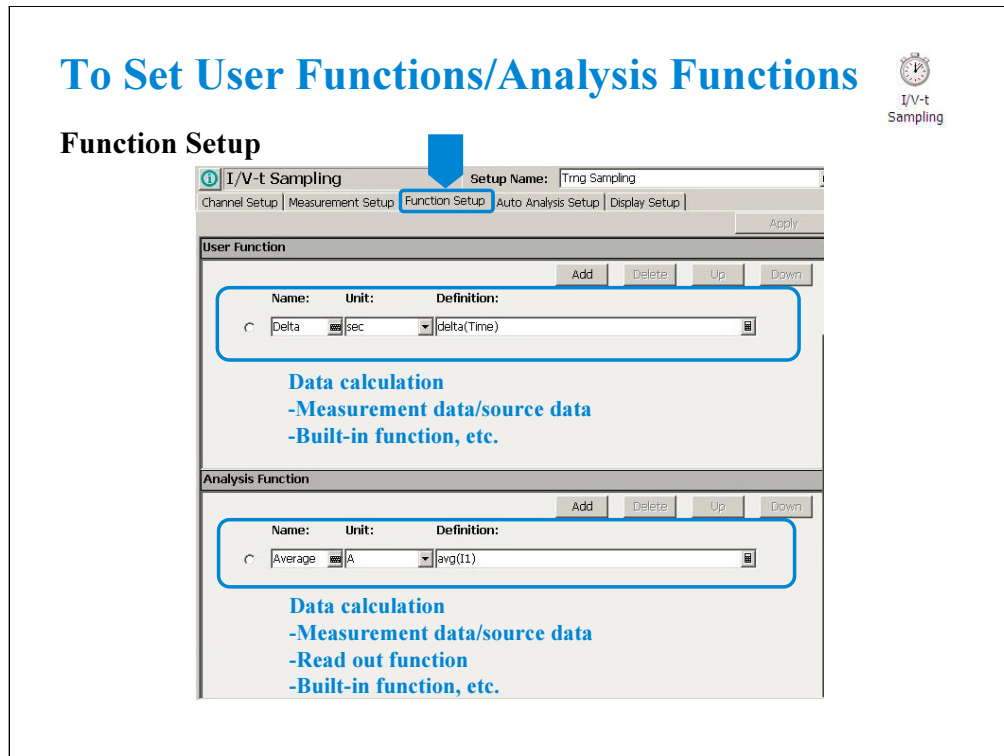 To Set User Functions/Analysis Functions
I/V-t
Sampling
Function Setup
I/V-t Sampling
Setup Name: Trng Sampling
Channel Setup Measurement Setup Function Setup Auto Analysis Setup Display Setup
Apply
User Function
Add Delete Up Down
Name: Unit: Definition:
Delta sec delta(Time)
Data calculation
-Measurement data/source data
-Built-in function, etc.
Analysis Function
Add Delete Up Down
Name: Unit: Definition:
Average A avg(I1)
Data calculation
-Measurement data/source data
-Read out function
-Built-in function, etc.